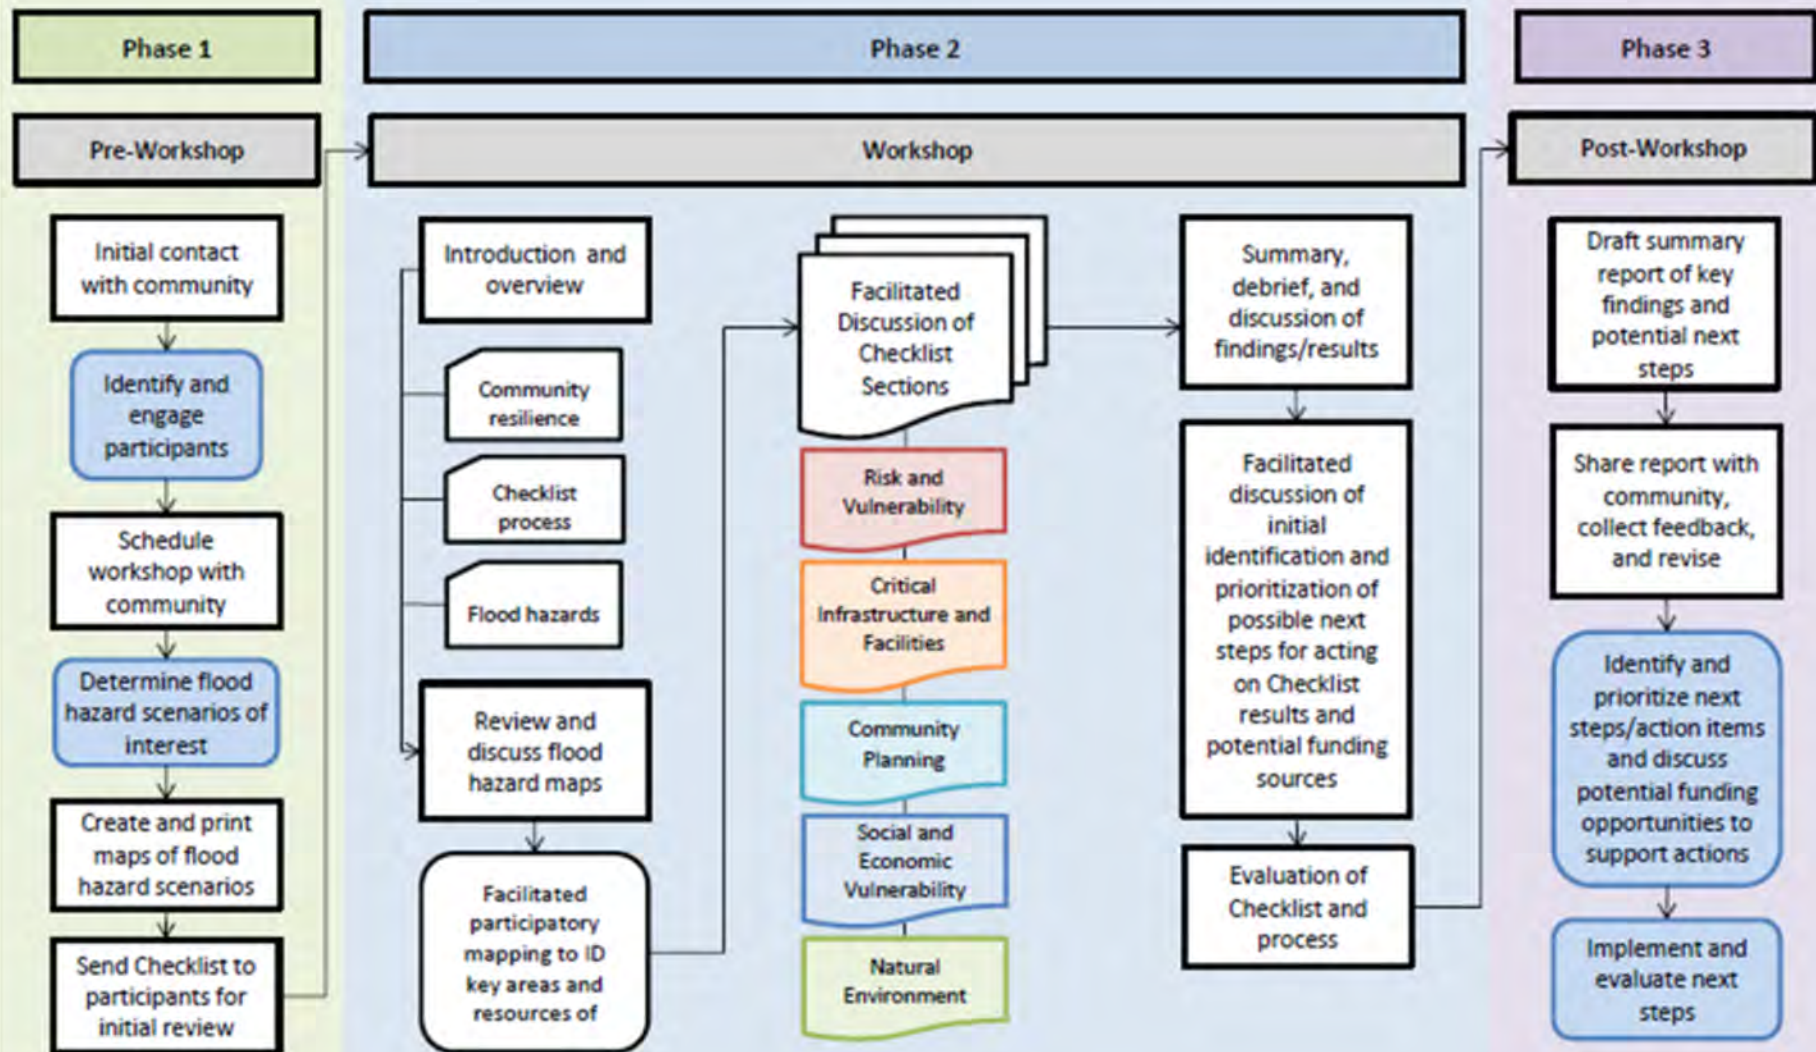 Phase 1
Phase 2
Phase 3
Pre-Workshop
Workshop
Post-Workshop
Initial contact
with community
Identify and
engage
participants
Schedule
workshop with
community
Determine flood
hazard scenarios of
interest
Create and print
maps of flood
hazard scenarios
Send Checklist to
participants for
initial review
Introduction and
overview
Community
resilience
Checklist
process
Flood hazards
Review and
discuss flood
hazard maps
Facilitated
participatory
mapping to ID
key areas and
resources of
Facilitated
Discussion of
Checklist
Sections
Risk and
Vulnerability
Critical
Infrastructure and
Facilities
Community
Planning
Social and
Economic
Vulnerability
Natural
Environment
Summary,
debrief, and
discussion of
findings/results
Facilitated
discussion of
initial
identification and
prioritization of
possible next
steps for acting
on Checklist
results and
potential funding
sources
Evaluation of
Checklist and
process
Draft summary
report of key
findings and
potential next
steps
Share report with
community,
collect feedback,
and revise
Identify and
prioritize next
steps/action items
and discuss
potential funding
opportunities to
support actions
Implement and
evaluate next
steps